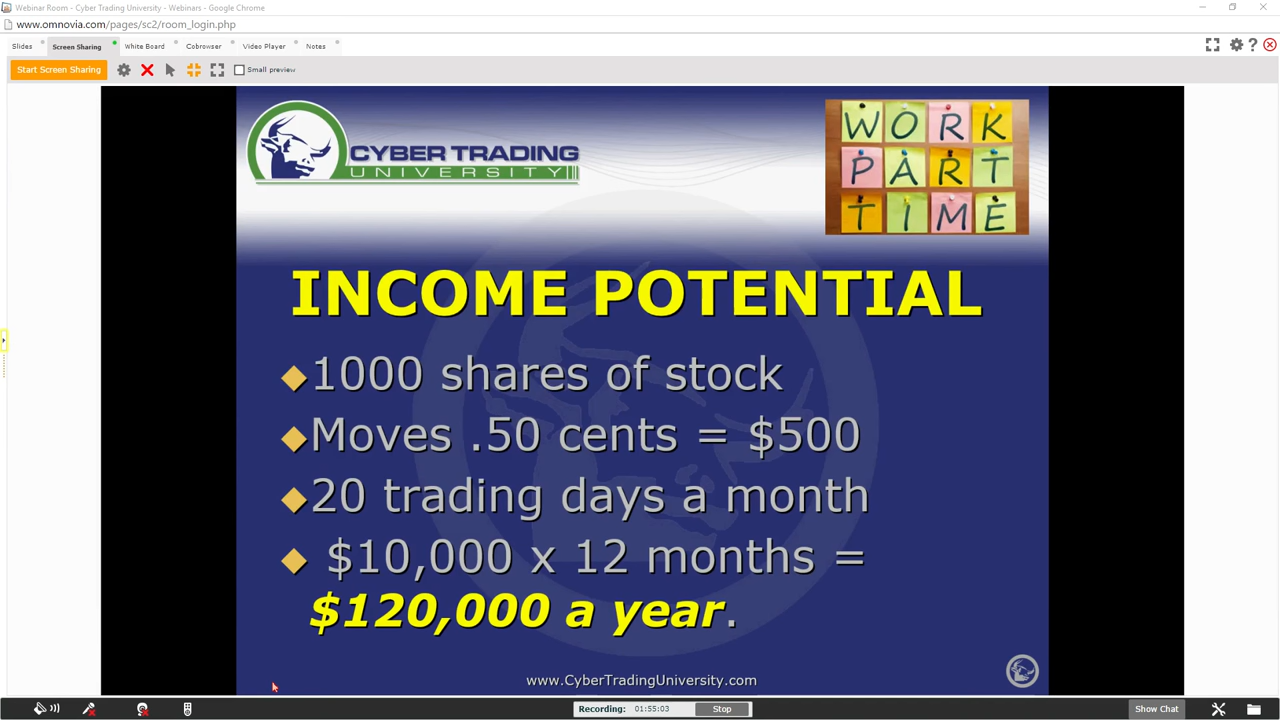 Webinar Room - Cyber Trading University - Webinars - Google Chrome
www.omnovia.com/pages/sc2/room_login.php
Slides Screen Sharing White Board Cobrowser Video Player Notes
Start Screen Sharing Small preview
CYBER TRADING
UNIVERSITY
WORK
PART
TIME
INCOME POTENTIAL
1000 shares of stock
Moves .50 cents = $500
20 trading days a month
$10,000 x 12 months =
$120,000 a year.
www.CyberTradingUniversity.com
Recording: 01:55:03 Stop Show Chat